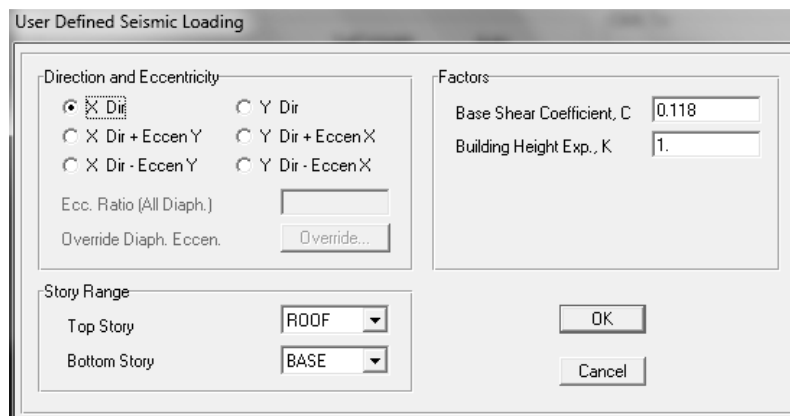 User Defined Seismic Loading
Direction and Eccentricity
X Dir Y Dir
X Dir + Eccen Y Y Dir + Eccen X
X Dir - Eccen Y Y Dir - Eccen X
Ecc. Ratio (All Diaph.)
Override Diaph. Eccen. Override...
Factors
Base Shear Coefficient, C 0.118
Building Height Exp., K 1.
Story Range
Top Story ROOF
Bottom Story BASE
OK
Cancel